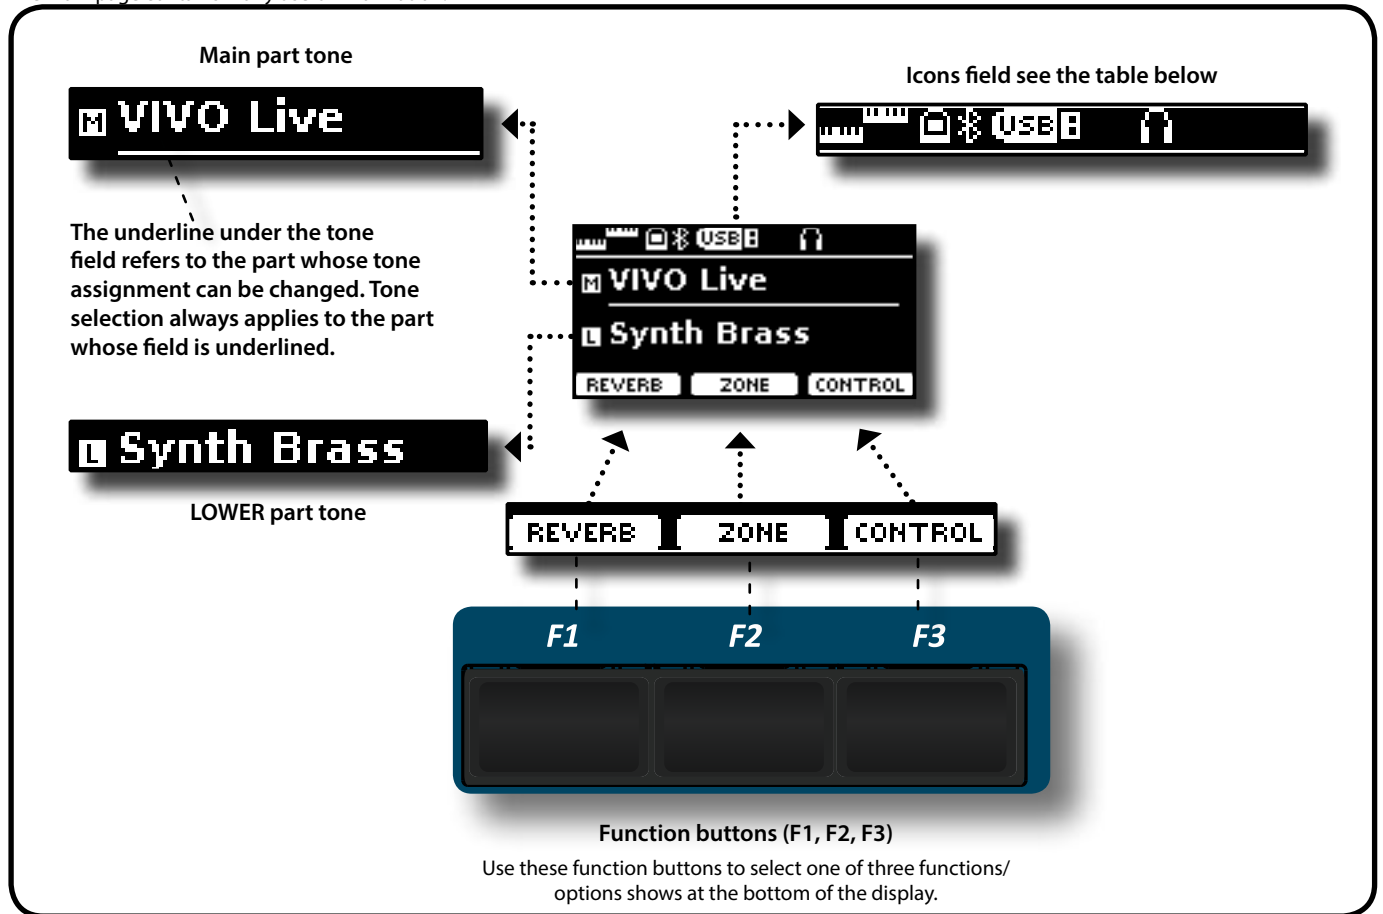 Main part tone
M VIVO Live
The underline under the tone
field refers to the part whose tone
assignment can be changed. Tone
selection always applies to the part
whose field is underlined.
L Synth Brass
LOWER part tone
Icons field see the table below
USB
USB
M VIVO Live
L Synth Brass
REVERB ZONE CONTROL
REVERB ZONE CONTROL
F1 F2 F3
Function buttons (F1, F2, F3)
Use these function buttons to select one of three functions/
options shows at the bottom of the display.